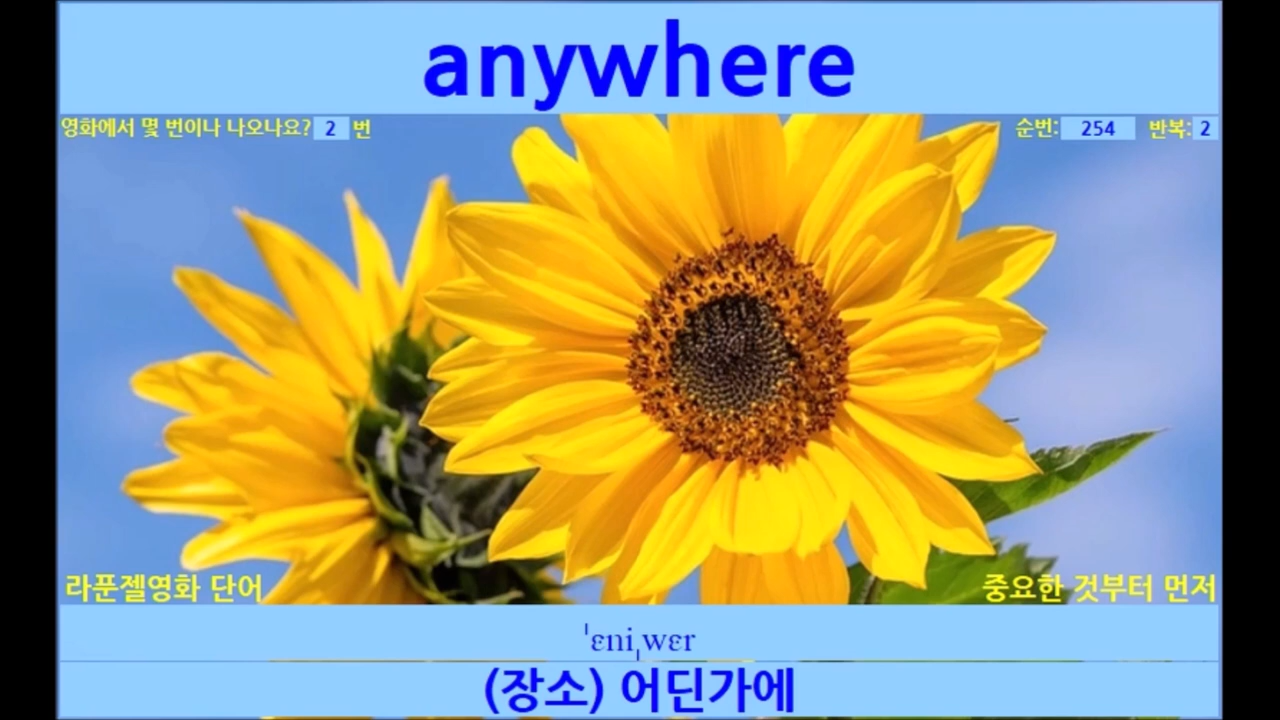 anywhere
영화에서 몇 번이나 나오나요? 2 번 순번: 254 반복: 2
라푼젤영화 단어 중요한 것부터 먼저
ˈɛniˌwɛr
(장소) 어딘가에